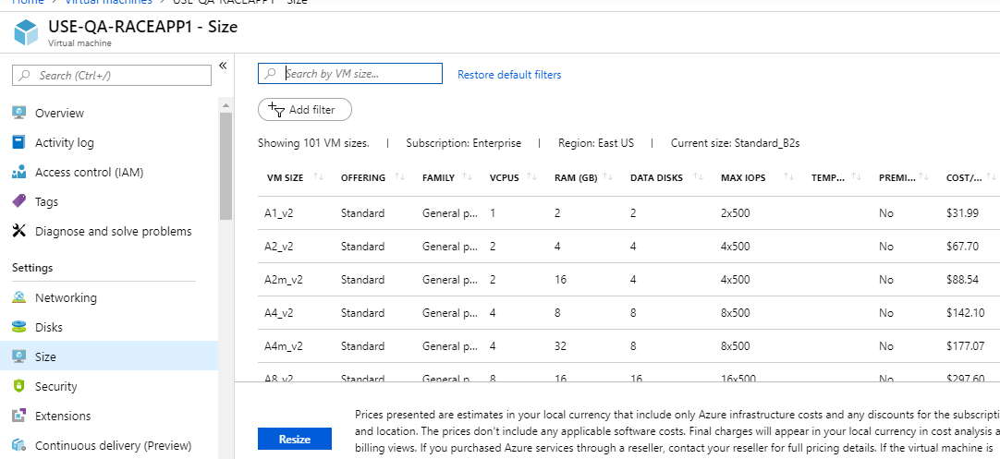 Home > Virtual machines > USE-QA-RACEAPP1 - Size
USE-QA-RACEAPP1 - Size
Virtual machine
Search (Ctrl+/)
«
Overview
Activity log
Access control (IAM)
Tags
Diagnose and solve problems
Settings
Networking
Disks
Size
Security
Extensions
Continuous delivery (Preview)
Search by VM size...
Restore default filters
Add filter
Showing 101 VM sizes. | Subscription: Enterprise | Region: East US | Current size: Standard_B2s
VM SIZE ↑↓ OFFERING ↑↓ FAMILY ↑↓ VCPUS ↑↓ RAM (GB) ↑↓ DATA DISKS ↑↓ MAX IOPS ↑↓ TEMP... ↑↓ PREMI... ↑↓ COST/... ↑↓
A1_v2 Standard General p... 1 2 2 2x500 No $31.99
A2_v2 Standard General p... 2 4 4 4x500 No $67.70
A2m_v2 Standard General p... 2 16 4 4x500 No $88.54
A4_v2 Standard General p... 4 8 8 8x500 No $142.10
A4m_v2 Standard General p... 4 32 8 8x500 No $177.07
A8_v2 Standard General p... 8 16 16 16x500 No $297.60
Resize
Prices presented are estimates in your local currency that include only Azure infrastructure costs and any discounts for the subscripti
and location. The prices don't include any applicable software costs. Final charges will appear in your local currency in cost analysis a
billing views. If you purchased Azure services through a reseller, contact your reseller for full pricing details. If the virtual machine is